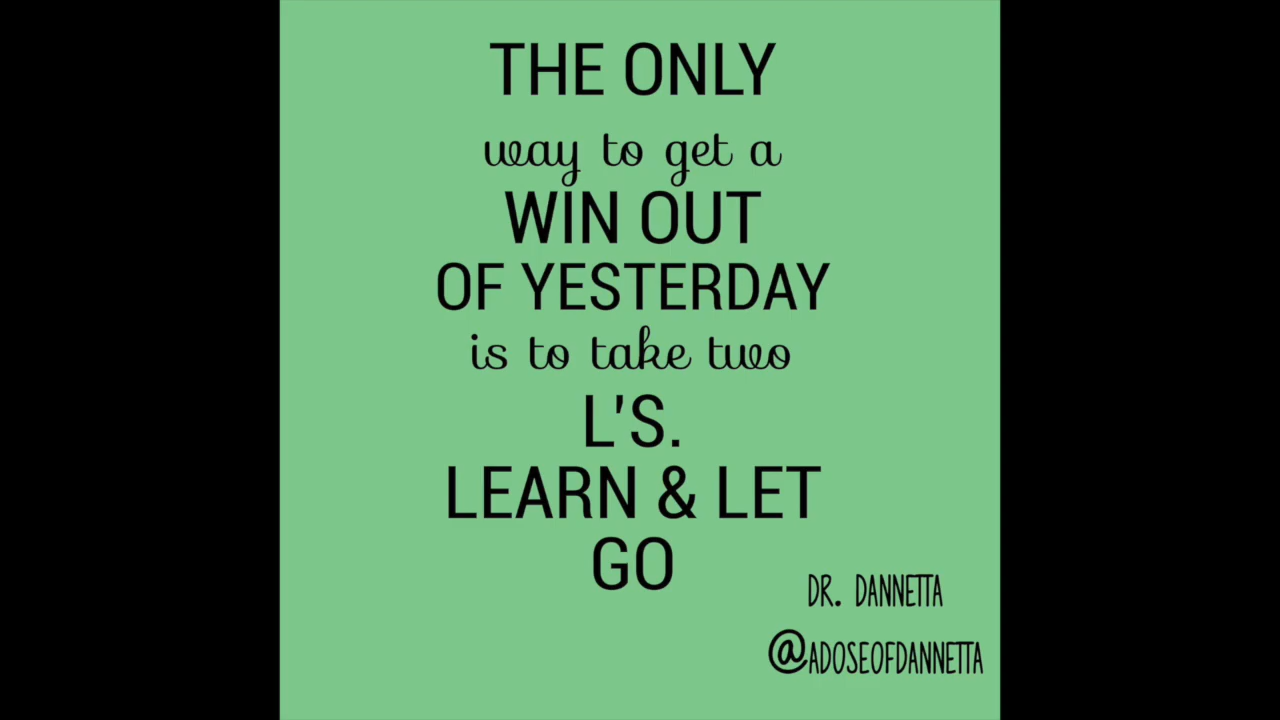 THE ONLY
way to get a
WIN OUT
OF YESTERDAY
is to take two
L'S.
LEARN & LET
GO
DR. DANNETTA
@ADOSEOFDANNETTA